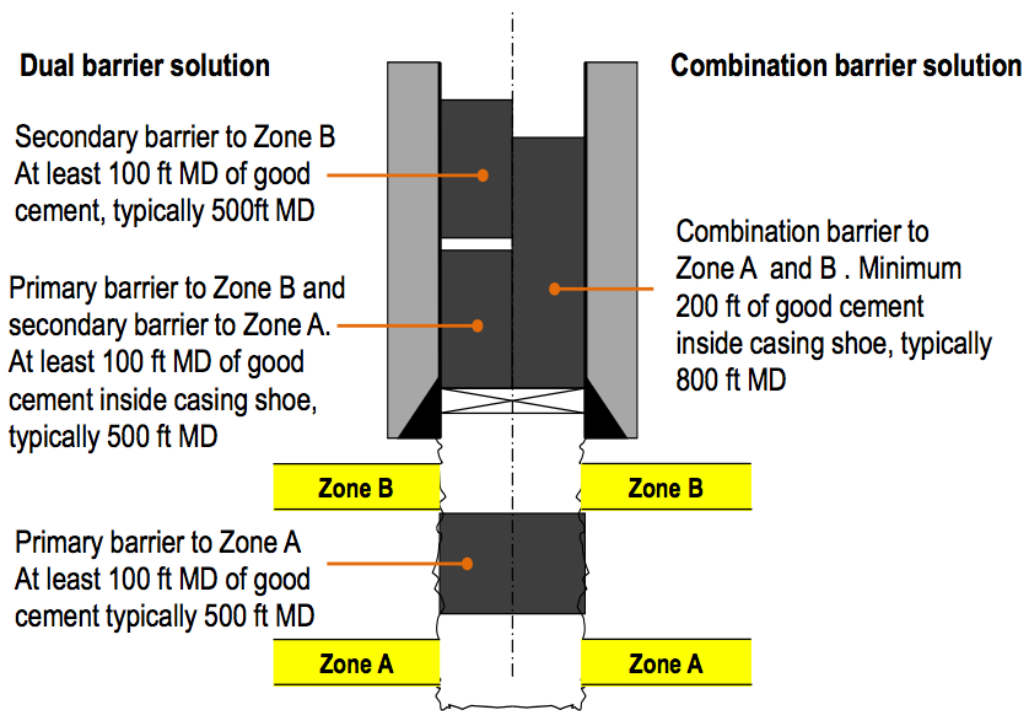 Dual barrier solution
Secondary barrier to Zone B
At least 100 ft MD of good
cement, typically 500ft MD
Primary barrier to Zone B and
secondary barrier to Zone A.
At least 100 ft MD of good
cement inside casing shoe,
typically 500 ft MD
Primary barrier to Zone A
At least 100 ft MD of good
cement typically 500 ft MD
Combination barrier solution
Combination barrier to
Zone A and B . Minimum
200 ft of good cement
inside casing shoe, typically
800 ft MD
Zone B
Zone B
Zone A
Zone A